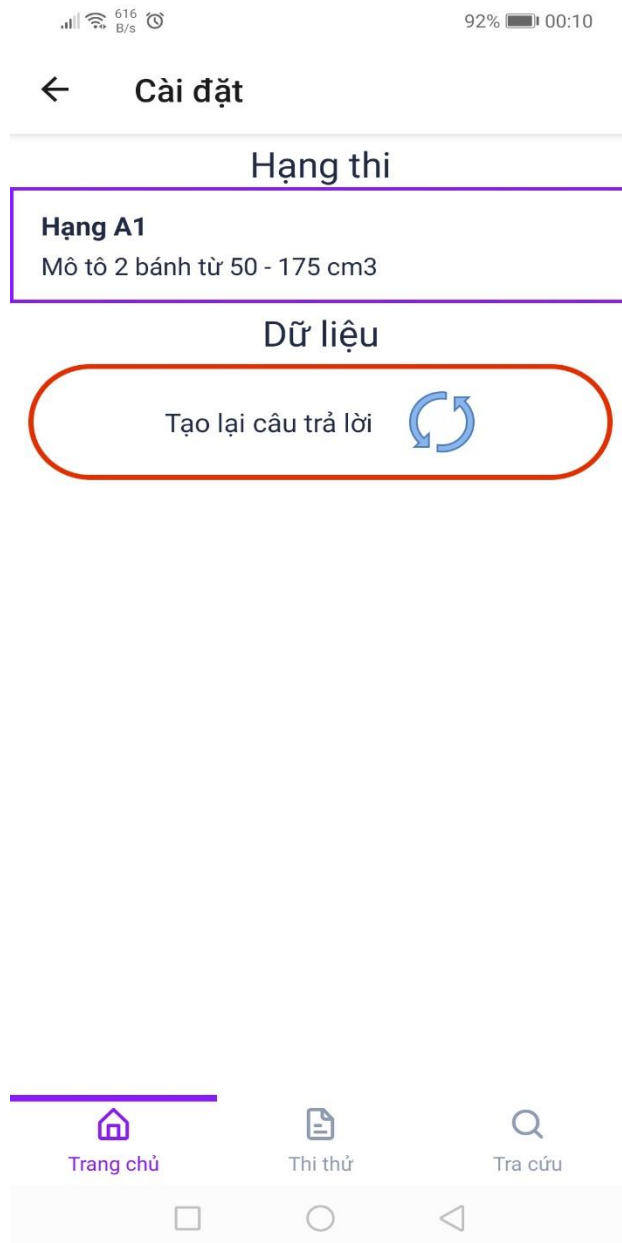 616 B/s 92% 00:10
Cài đặt
Hạng thi
Hạng A1
Mô tô 2 bánh từ 50 - 175 cm3
Dữ liệu
Tạo lại câu trả lời
Trang chủ Thi thử Tra cứu